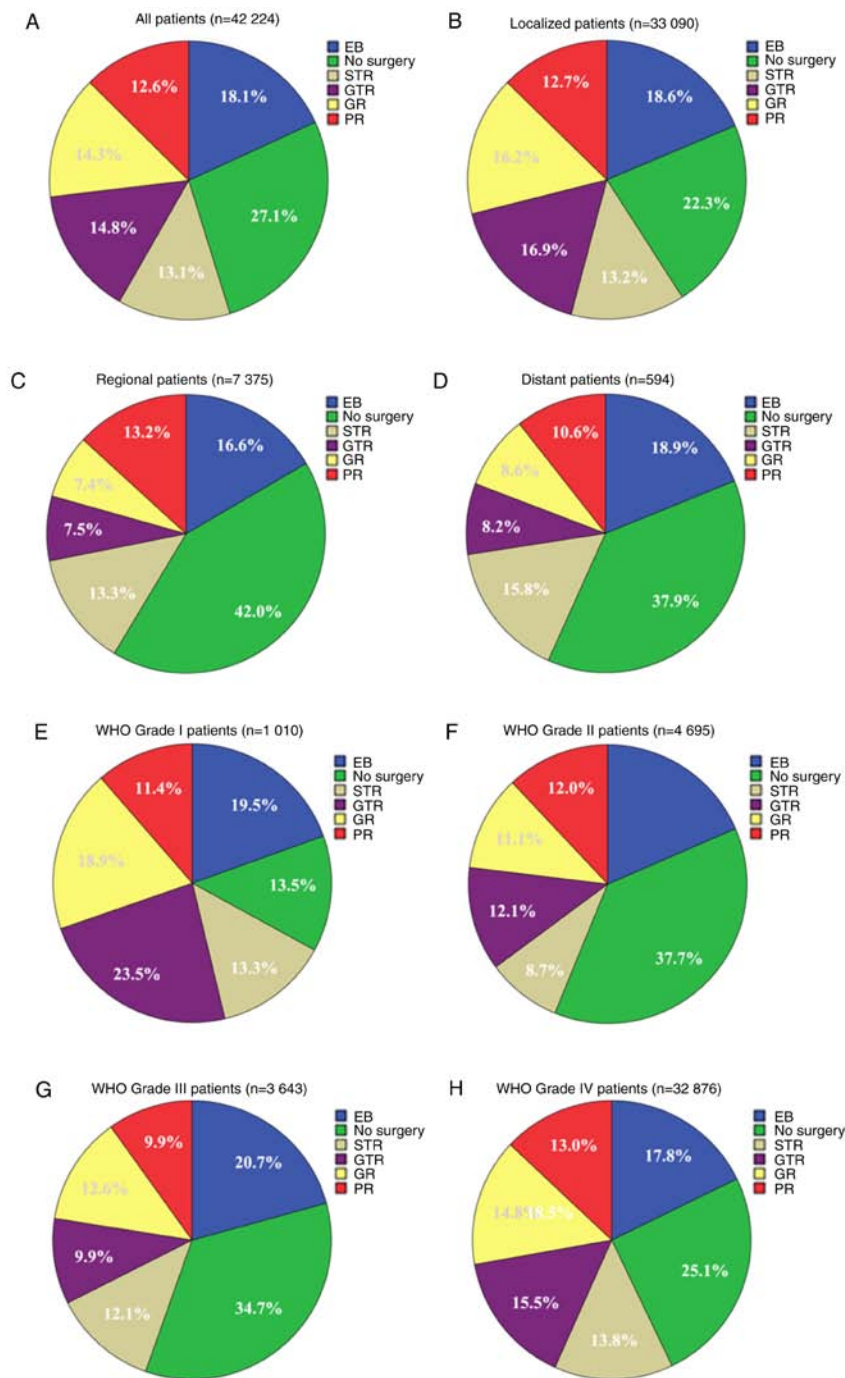 A
All patients (n=42 224)
EB
No surgery
STR
GTR
GR
PR
12.6%
18.1%
14.3%
27.1%
14.8%
13.1%
B
Localized patients (n=33 090)
EB
No surgery
STR
GTR
GR
PR
12.7%
18.6%
16.2%
22.3%
16.9%
13.2%
C
Regional patients (n=7 375)
EB
No surgery
STR
GTR
GR
PR
13.2%
16.6%
7.4%
7.5%
13.3%
42.0%
D
Distant patients (n=594)
EB
No surgery
STR
GTR
GR
PR
10.6%
18.9%
8.6%
8.2%
15.8%
37.9%
E
WHO Grade I patients (n=1 010)
EB
No surgery
STR
GTR
GR
PR
11.4%
19.5%
18.9%
13.5%
23.5%
13.3%
F
WHO Grade II patients (n=4 695)
EB
No surgery
STR
GTR
GR
PR
12.0%
11.1%
12.1%
37.7%
8.7%
G
WHO Grade III patients (n=3 643)
EB
No surgery
STR
GTR
GR
PR
9.9%
20.7%
12.6%
9.9%
34.7%
12.1%
H
WHO Grade IV patients (n=32 876)
EB
No surgery
STR
GTR
GR
PR
13.0%
17.8%
14.8%
25.1%
15.5%
13.8%